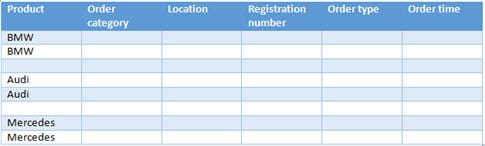 Product Order category Location Registration number Order type Order time
BMW
BMW
Audi
Audi
Mercedes
Mercedes